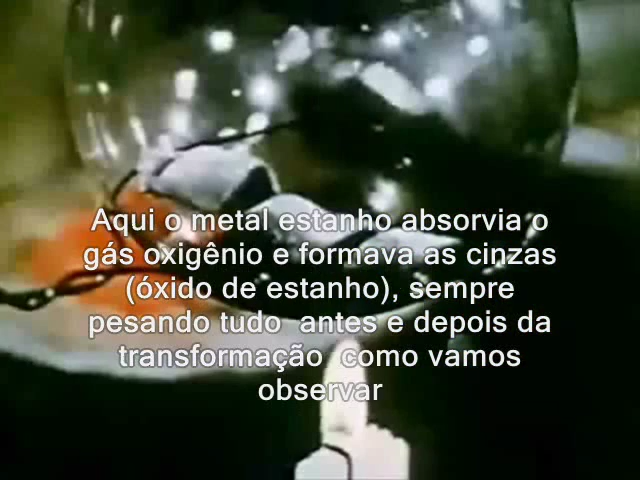 Aqui o metal estanho absorvia o
gás oxigênio e formava as cinzas
(óxido de estanho), sempre
pesando tudo  antes e depois da
transformação  como vamos
observar